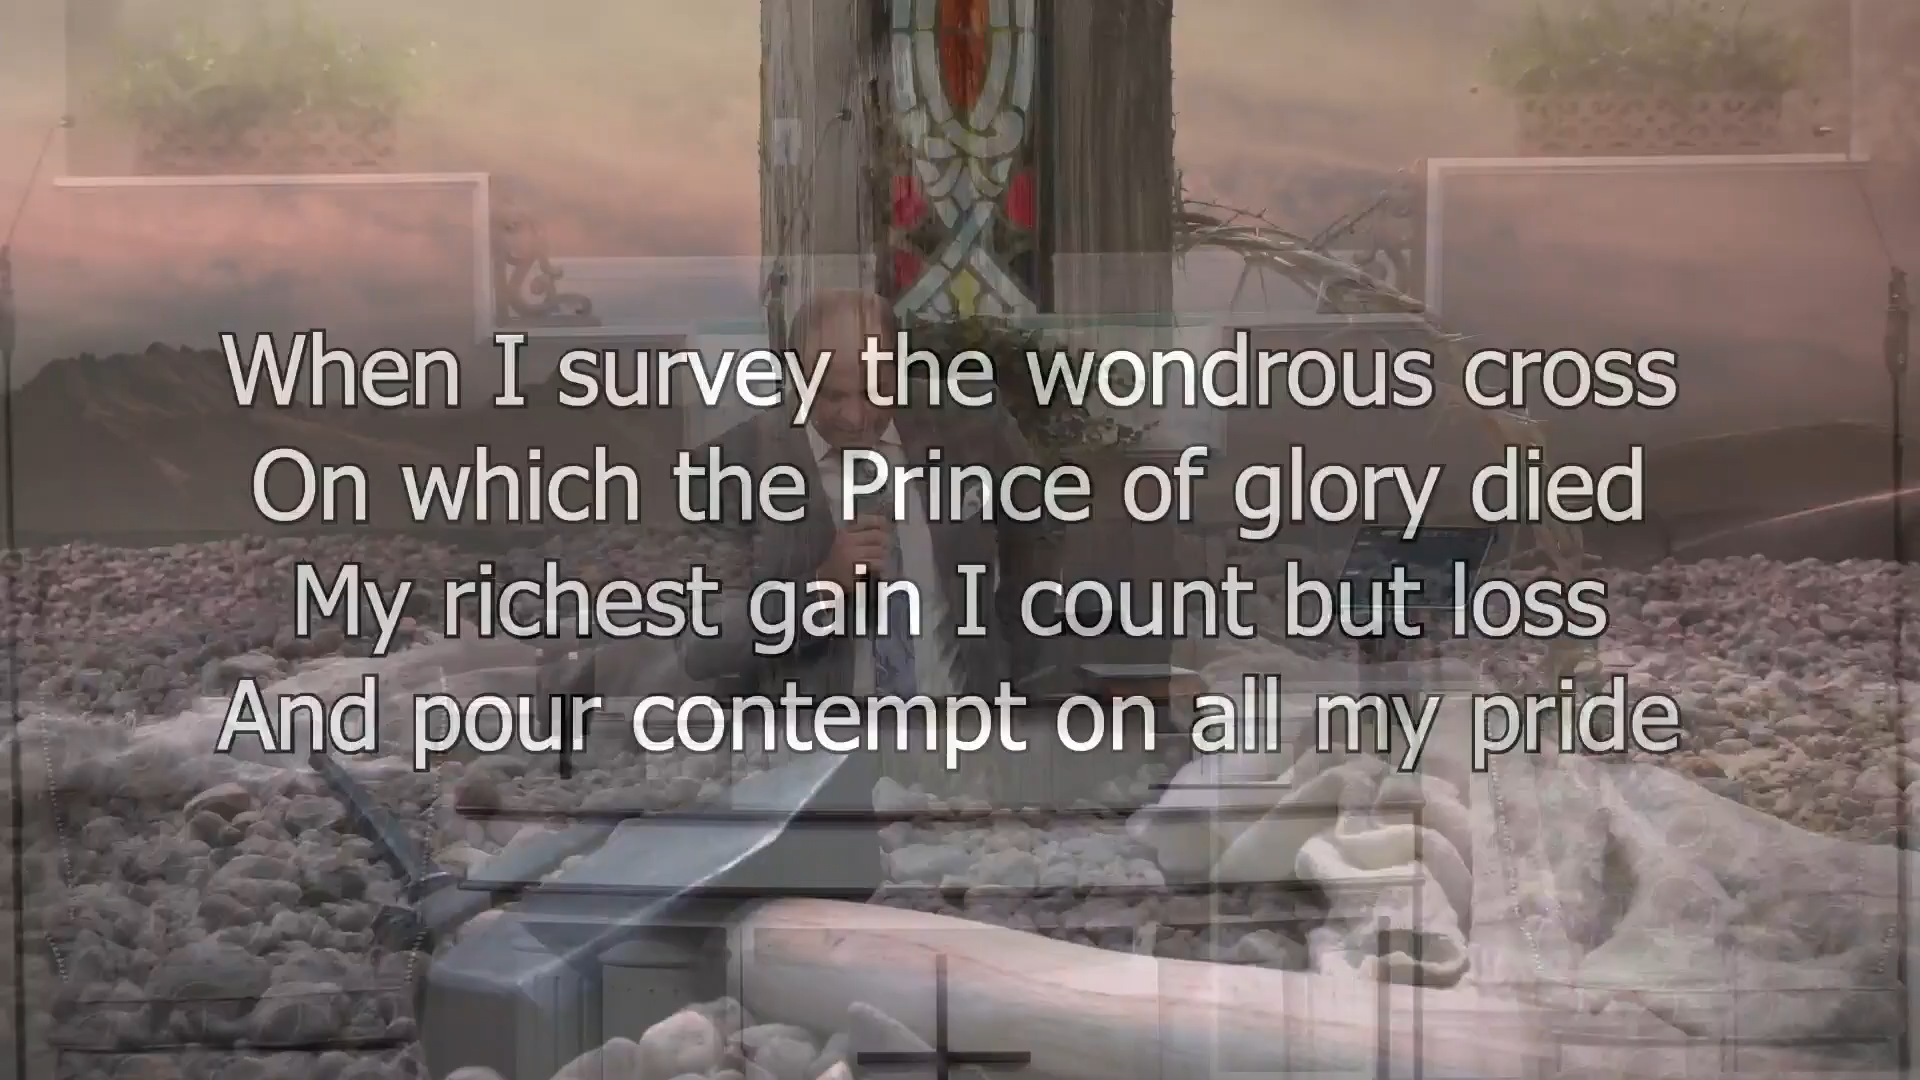 When I survey the wondrous cross
On which the Prince of glory died
My richest gain I count but loss
And pour contempt on all my pride